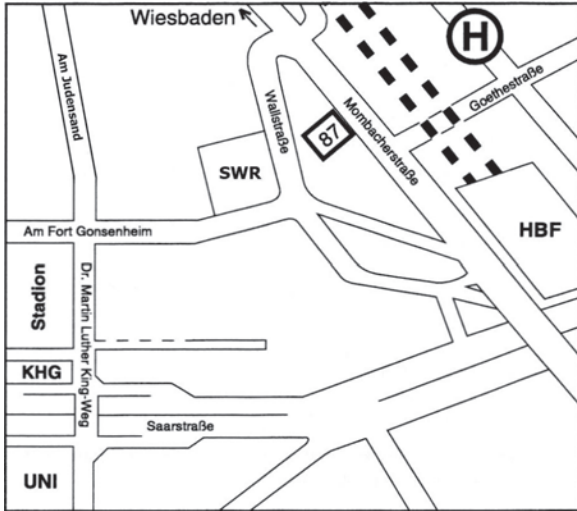 Wiesbaden
H
Am Judensand
Wallstraße
Mombacherstraße
Goethestraße
87
SWR
Am Fort Gonsenheim
HBF
Stadion
Dr. Martin Luther King-Weg
KHG
Saarstraße
UNI